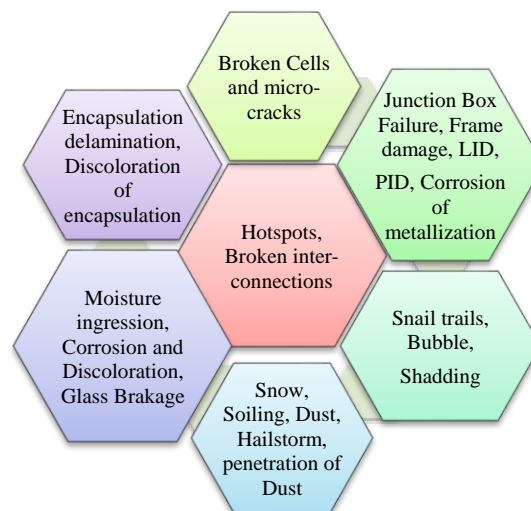 Broken Cells
and micro-
cracks
Junction Box
Failure, Frame
damage, LID,
PID, Corrosion of
metallization
Encapsulation
delamination,
Discoloration
of
encapsulation
Hotspots,
Broken inter-
connections
Moisture
ingression,
Corrosion and
Discoloration,
Glass Brakage
Snail trails,
Bubble,
Shadding
Snow,
Soiling, Dust,
Hailstorm,
penetration of
Dust